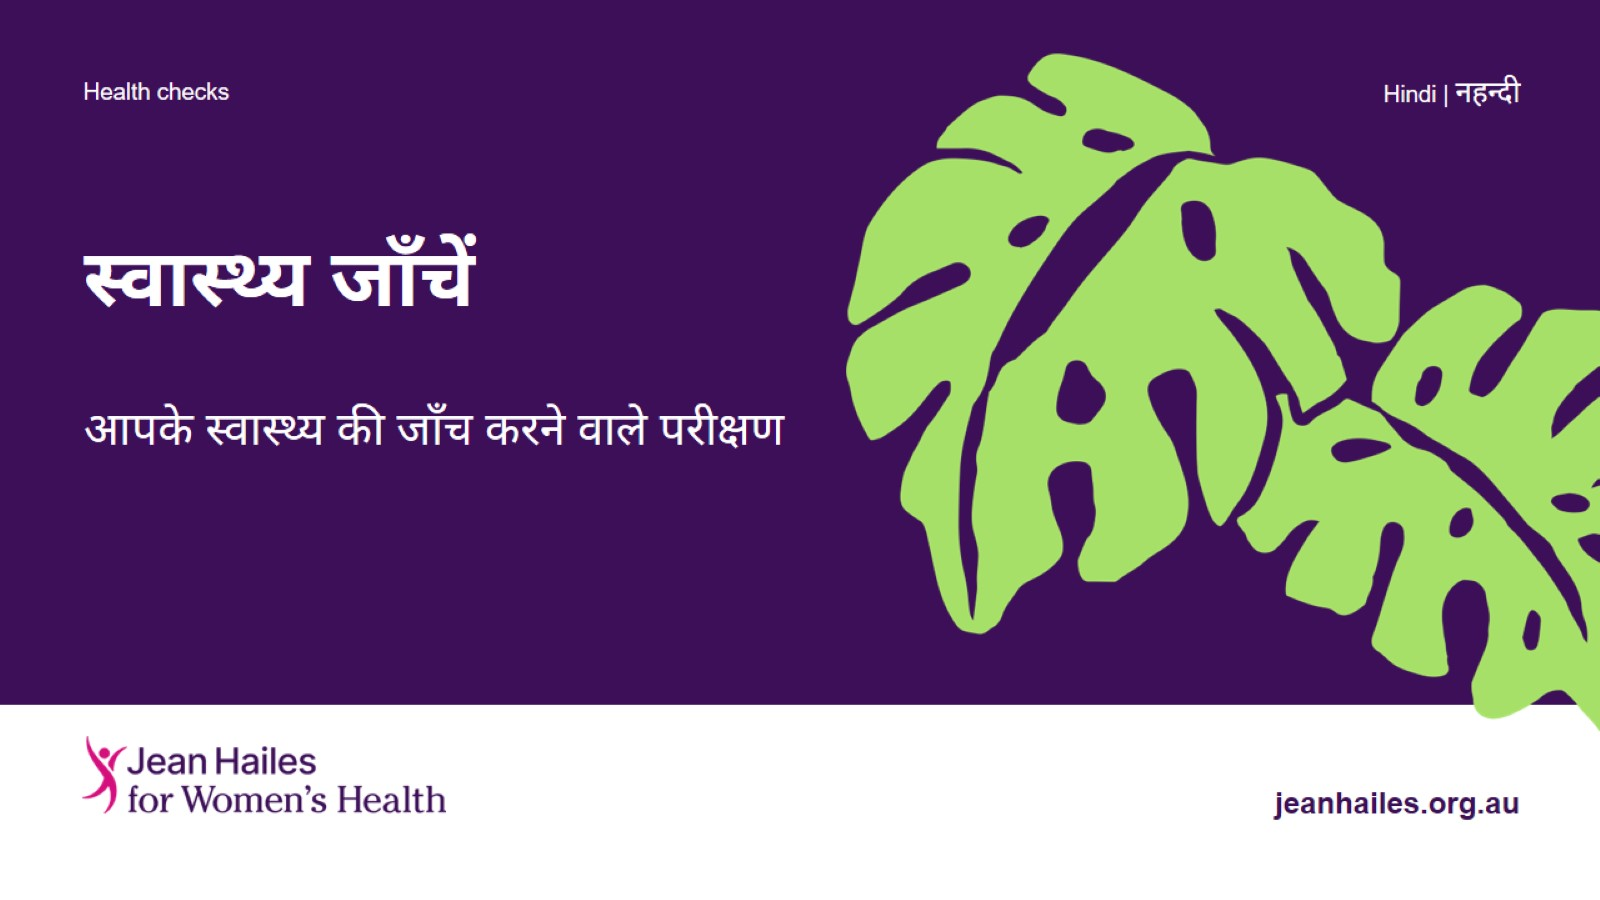 Health checks
Hindi | नहन्दी
स्वास्थ्य जाँचें
आपके स्वास्थ्य की जाँच करने वाले परीक्षण
Jean Hailes
for Women's Health
jeanhailes.org.au